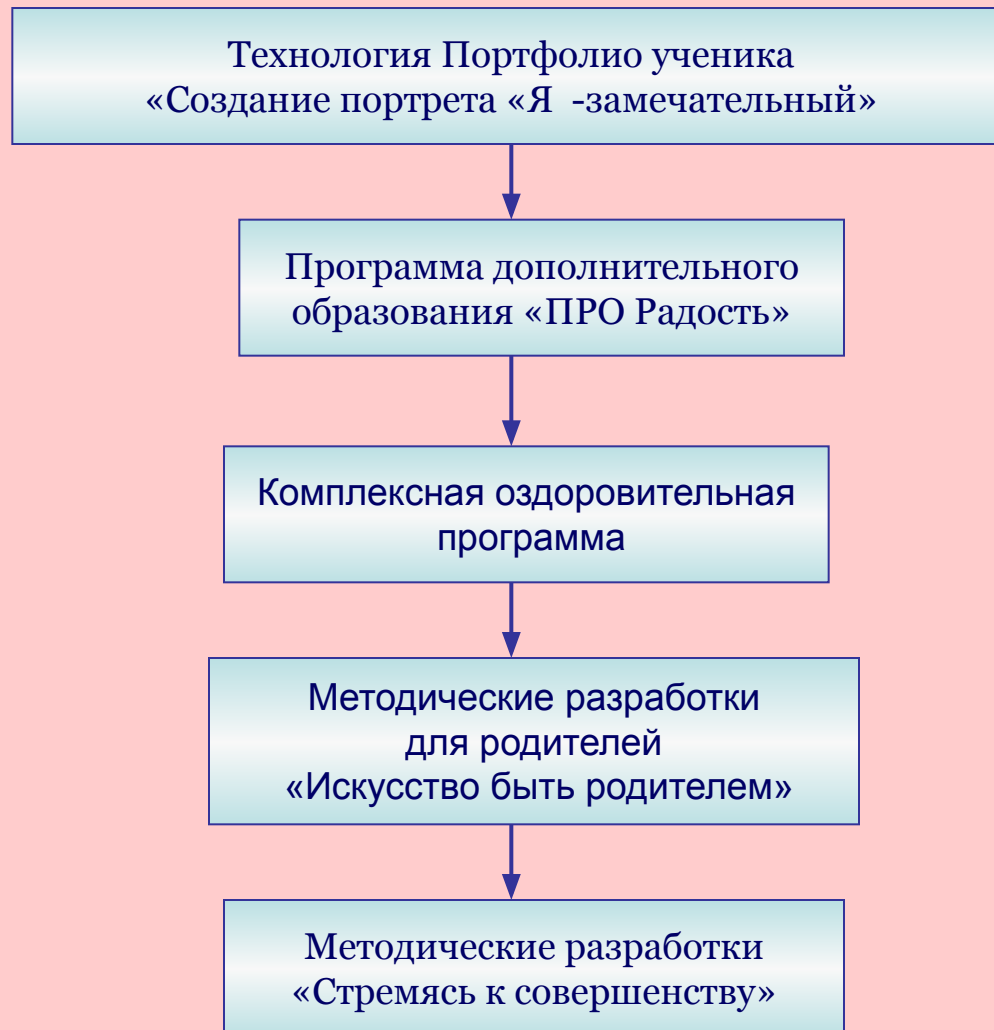 Технология Портфолио ученика
«Создание портрета «Я -замечательный»
Программа дополнительного
образования «ПРО Радость»
Комплексная оздоровительная
программа
Методические разработки
для родителей
«Искусство быть родителем»
Методические разработки
«Стремясь к совершенству»